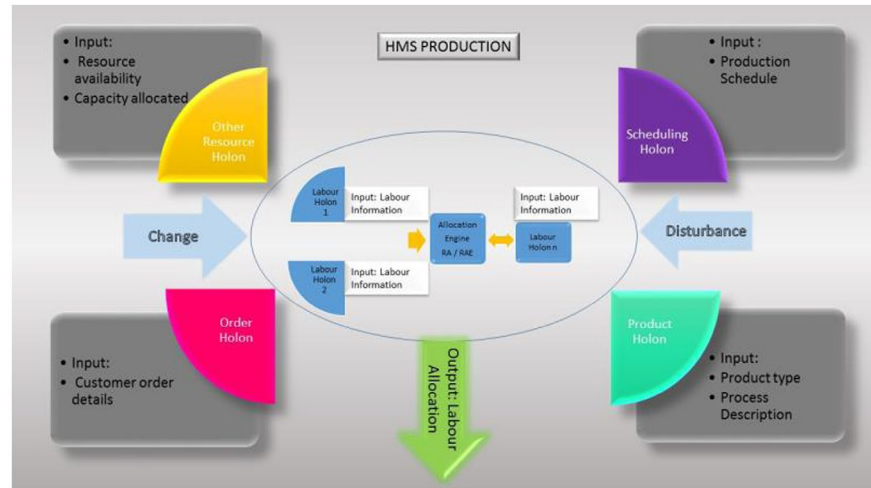 HMS PRODUCTION
• Input:
• Resource
availability
• Capacity allocated
Other
Resource
Holon
• Input :
• Production
Schedule
Scheduling
Holon
Change
Disturbance
Labour
Holon
1
Input: Labour
Information
Labour
Holon
2
Input: Labour
Information
Allocation
Engine
RA / RAE
Input: Labour
Information
Labour
Holon n
Order
Holon
• Input:
• Customer order
details
Product
Holon
• Input:
• Product type
• Process
Description
Output: Labour
Allocation